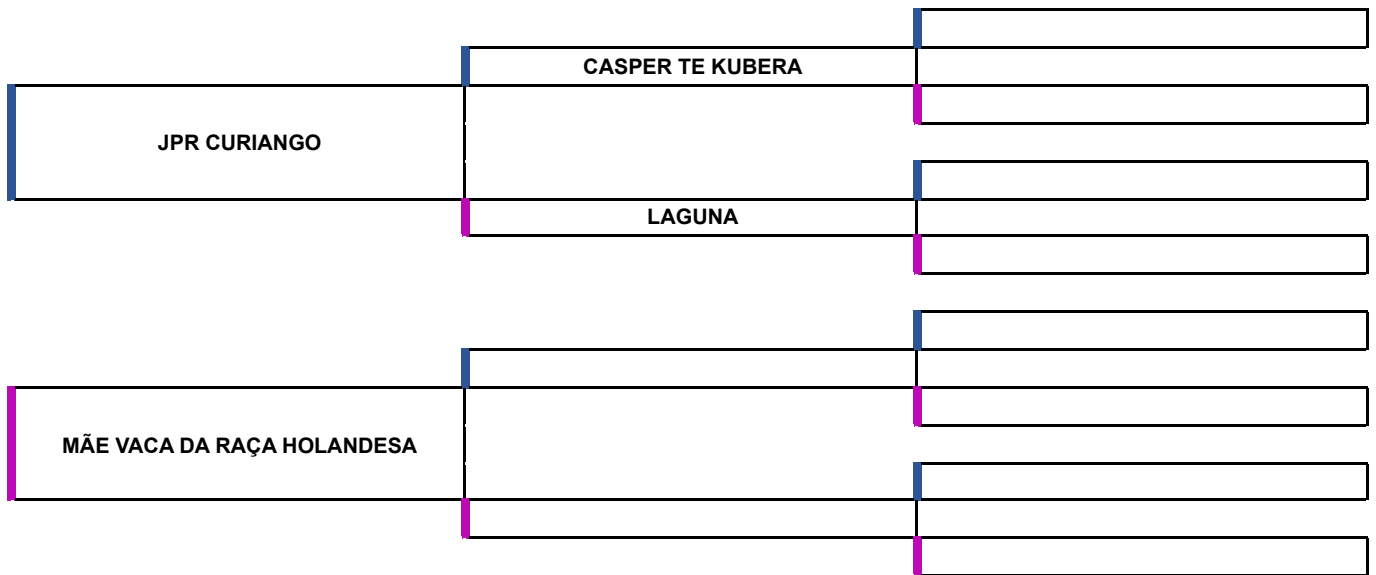 CASPER TE KUBERA
JPR CURIANGO
LAGUNA
MÃE VACA DA RAÇA HOLANDESA